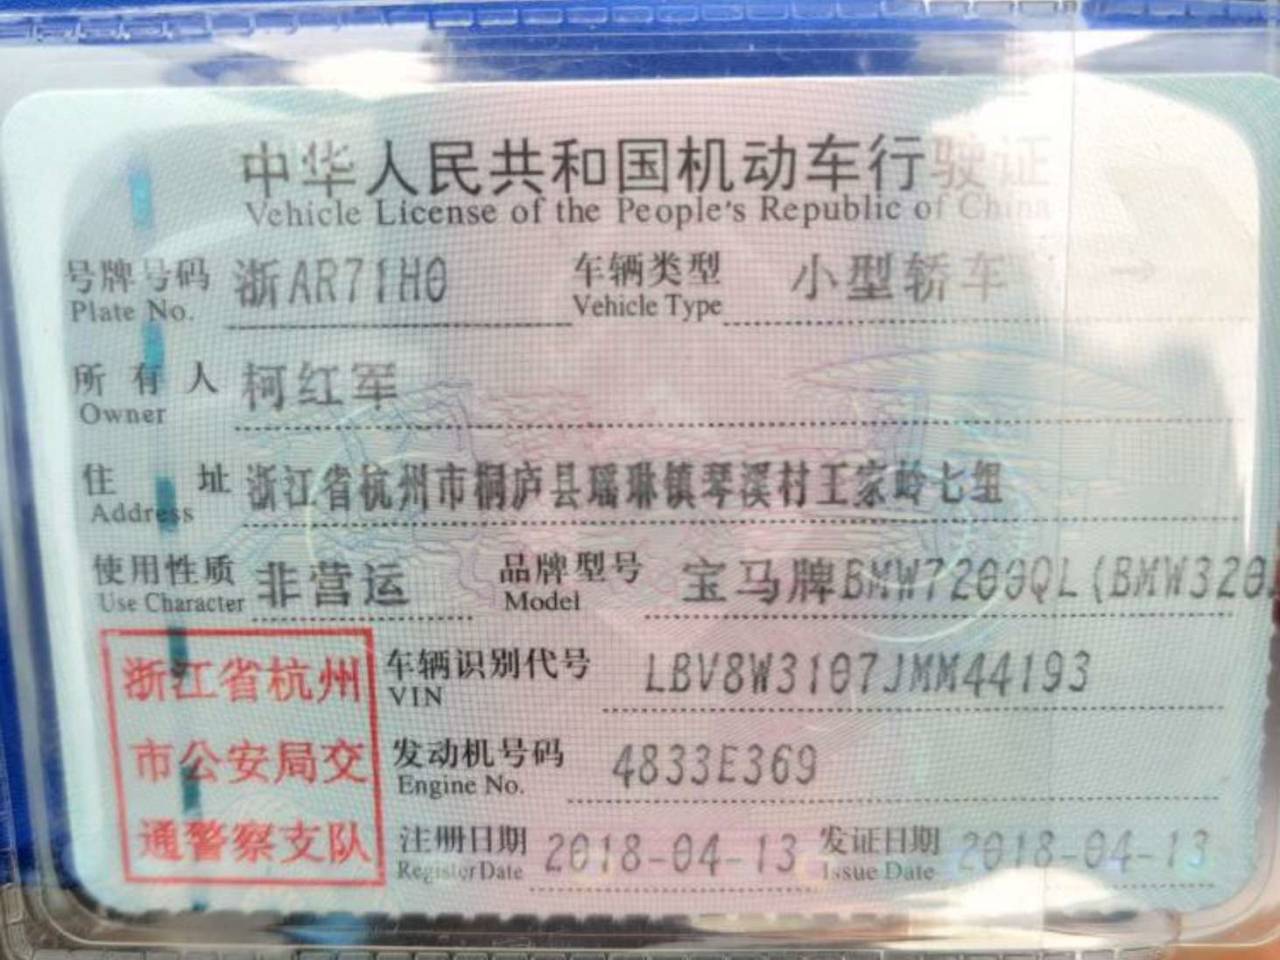 中华人民共和国机动车行驶证
Vehicle License of the People's Republic of China
号牌号码 浙AR71H0 车辆类型 小型轿车
Plate No. Vehicle Type
所有人 柯红军
Owner
住址 浙江省杭州市桐庐县瑶琳镇琴溪村王家岭七组
Address
使用性质 非营运 品牌型号 宝马牌BMW7200QL(BMW320
Use Character Model
浙江省杭州
市公安局交
通警察支队
车辆识别代号 LBV8W3107JMM44193
VIN
发动机号码 4833E369
Engine No.
注册日期 2018-04-13 发证日期 2018-04-13
Register Date Issue Date